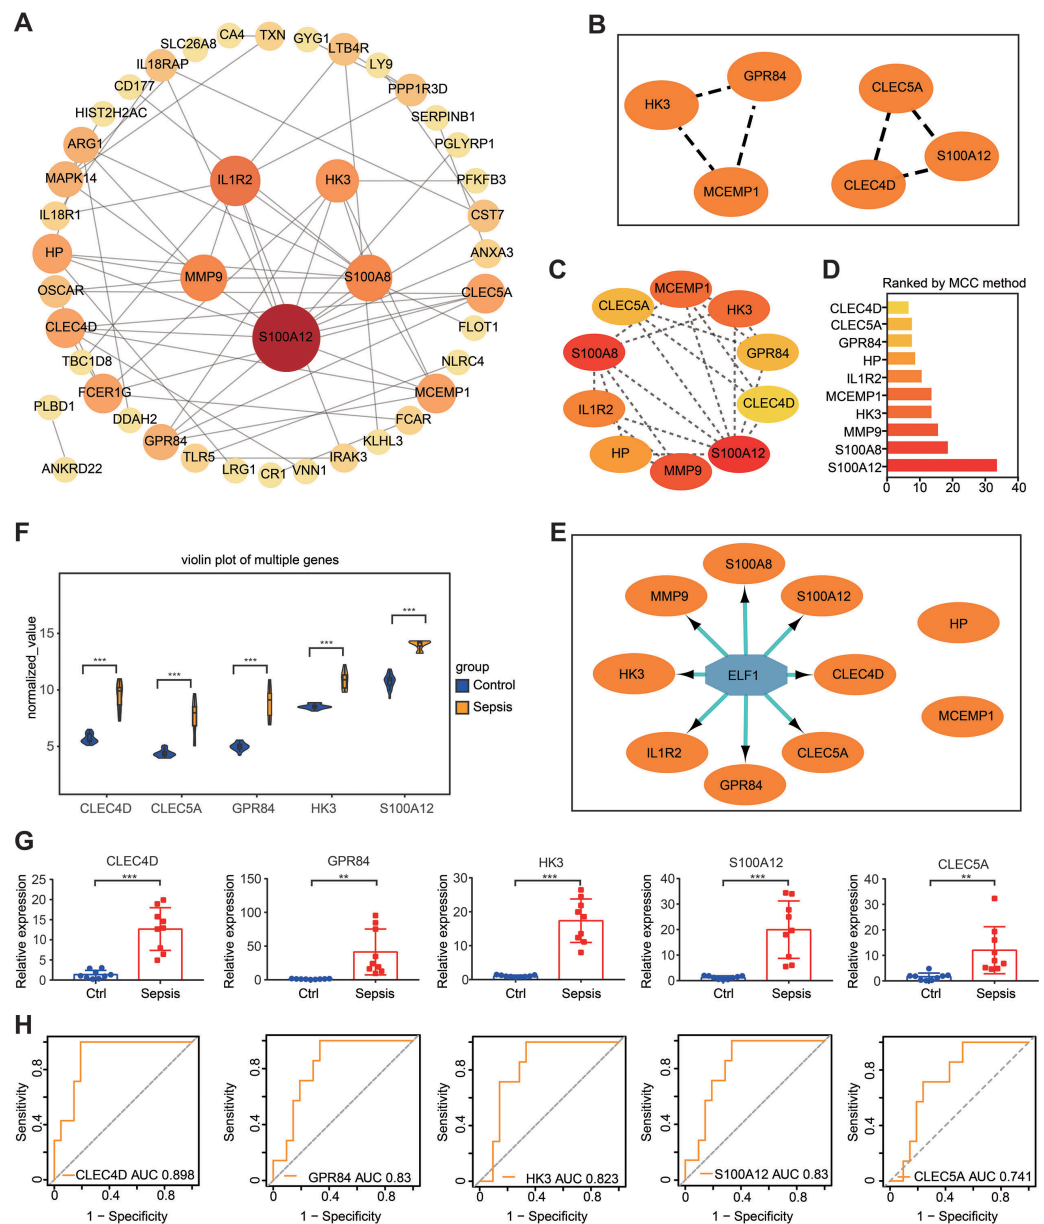 A
CA4
TXN
GYG1
SLC26A8
LTB4R
IL18RAP
LY9
CD177
PPP1R3D
HIST2H2AC
SERPINB1
ARG1
PGLYRP1
MAPK14
IL1R2
HK3
PFKFB3
IL18R1
CST7
HP
ANXA3
MMP9
S100A8
OSCAR
CLEC5A
CLEC4D
S100A12
FLOT1
TBC1D8
NLRC4
FCER1G
MCEMP1
PLBD1
DDAH2
FCAR
GPR84
KLHL3
TLR5
IRAK3
ANKRD22
LRG1
CR1
VNN1
B
GPR84
HK3
MCEMP1
CLEC5A
S100A12
CLEC4D
C
MCEMP1
CLEC5A
HK3
S100A8
GPR84
IL1R2
CLEC4D
HP
S100A12
MMP9
D
Ranked by MCC method
CLEC4D
CLEC5A
GPR84
HP
IL1R2
MCEMP1
HK3
MMP9
S100A8
S100A12
0 10 20 30 40
F
violin plot of multiple genes
normalized_value
15
10
5
*** *** *** *** ***
CLEC4D CLEC5A GPR84 HK3 S100A12
group
Control
Sepsis
E
S100A8
MMP9
S100A12
HP
HK3
ELF1
CLEC4D
MCEMP1
IL1R2
CLEC5A
GPR84
G
CLEC4D
Relative expression
25
20
15
10
5
0
***
Ctrl Sepsis
GPR84
Relative expression
150
100
50
0
**
Ctrl Sepsis
HK3
Relative expression
30
20
10
0
***
Ctrl Sepsis
S100A12
Relative expression
40
30
20
10
0
***
Ctrl Sepsis
CLEC5A
Relative expression
40
30
20
10
0
**
Ctrl Sepsis
H
Sensitivity
0.8
0.4
0
CLEC4D AUC 0.898
0 0.4 0.8
1 − Specificity
Sensitivity
0.8
0.4
0
GPR84 AUC 0.83
0 0.4 0.8
1 − Specificity
Sensitivity
0.8
0.4
0
HK3 AUC 0.823
0 0.4 0.8
1 − Specificity
Sensitivity
0.8
0.4
0
S100A12 AUC 0.83
0 0.4 0.8
1 − Specificity
Sensitivity
0.8
0.4
0
CLEC5A AUC 0.741
0 0.4 0.8
1 − Specificity